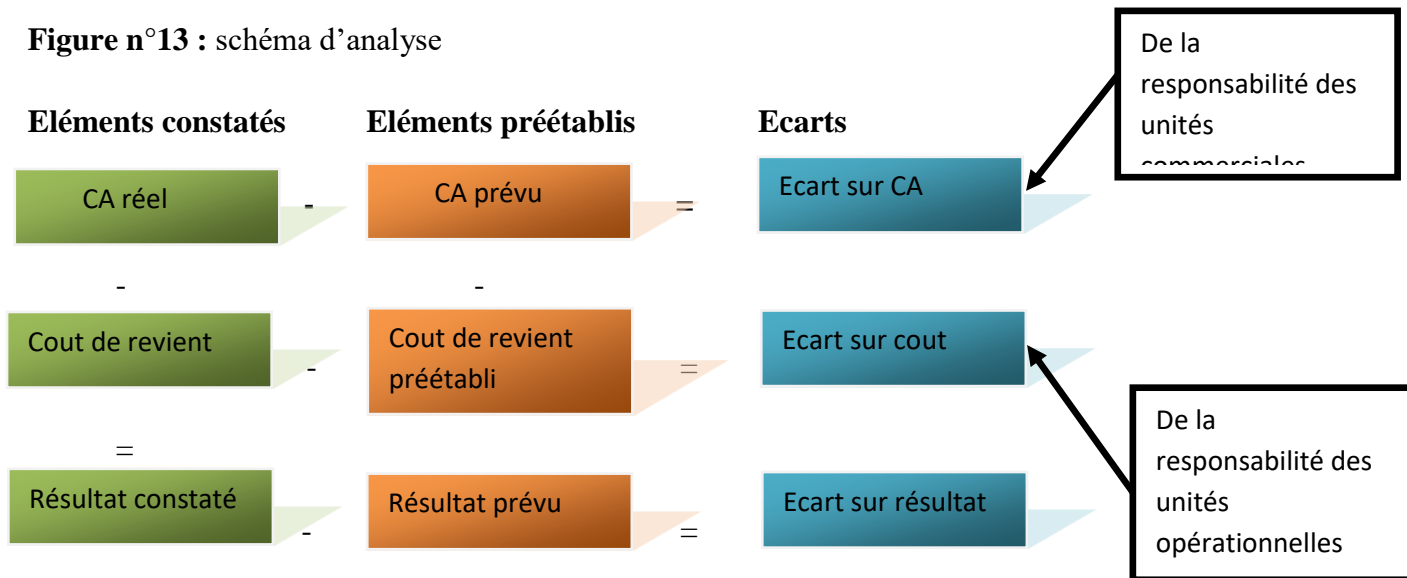 Figure n°13 : schéma d’analyse
De la
responsabilité des
unités
commerciales
Eléments constatés Eléments préétablis Ecarts
CA réel - CA prévu = Ecart sur CA
- -
Cout de revient - Cout de revient
préétabli = Ecart sur cout
=
Résultat constaté - Résultat prévu = Ecart sur résultat
De la
responsabilité des
unités
opérationnelles